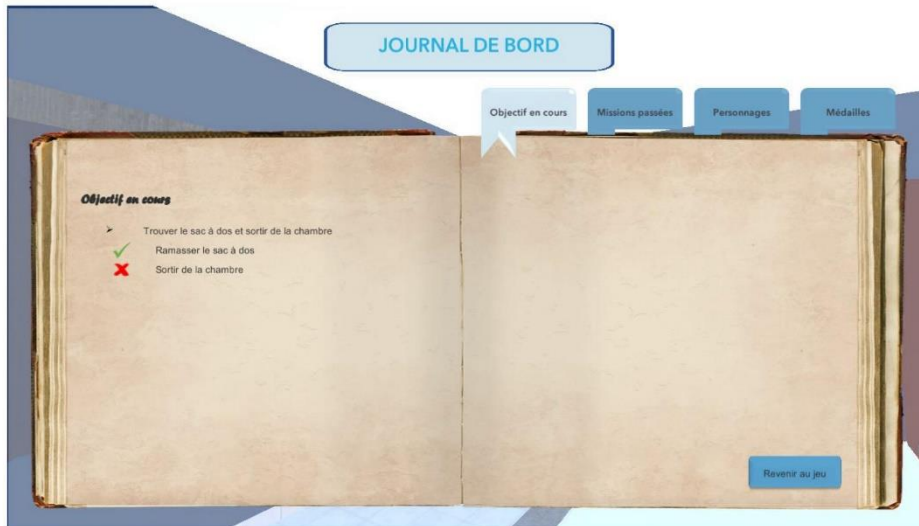 JOURNAL DE BORD
Objectif en cours
Missions passées
Personnages
Médailles
Objectif en cours
Trouver le sac à dos et sortir de la chambre
Ramasser le sac à dos
Sortir de la chambre
Revenir au jeu